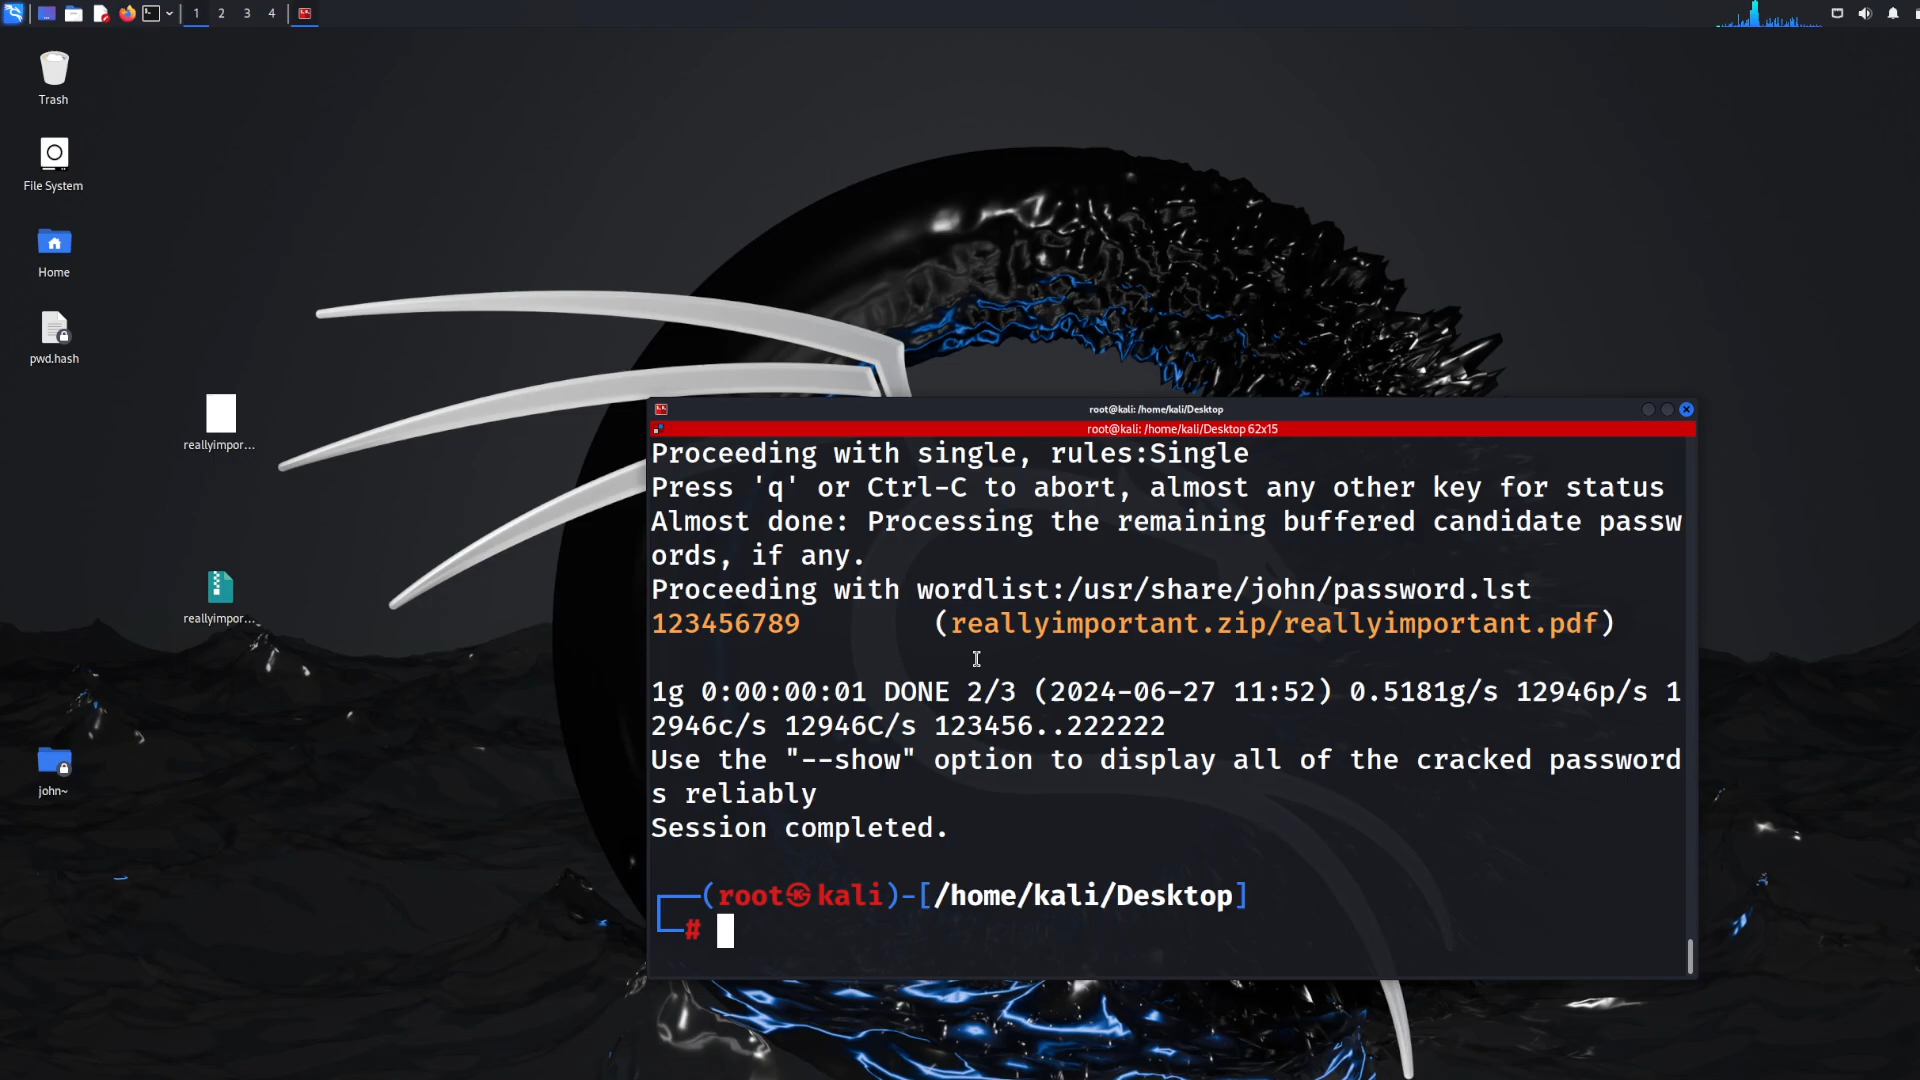 1 2 3 4
Trash
File System
Home
pwd.hash
reallyimpor...
reallyimpor...
john~
root@kali: /home/kali/Desktop
root@kali: /home/kali/Desktop 62x15
Proceeding with single, rules:Single
Press 'q' or Ctrl-C to abort, almost any other key for status
Almost done: Processing the remaining buffered candidate passw
ords, if any.
Proceeding with wordlist:/usr/share/john/password.lst
123456789        (reallyimportant.zip/reallyimportant.pdf)
1g 0:00:00:01 DONE 2/3 (2024-06-27 11:52) 0.5181g/s 12946p/s 1
2946c/s 12946C/s 123456..222222
Use the "--show" option to display all of the cracked password
s reliably
Session completed.
┌──(root㉿kali)-[/home/kali/Desktop]
└─#